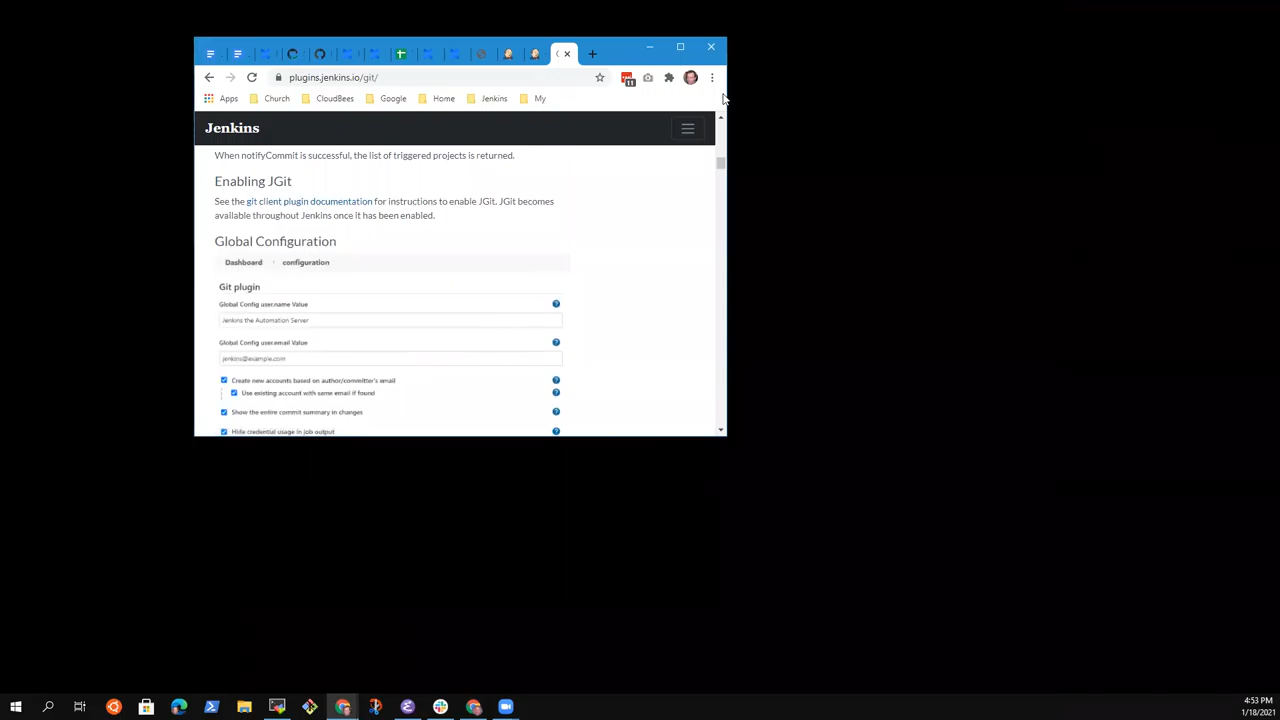 plugins.jenkins.io/git/
11
Apps Church CloudBees Google Home Jenkins My
Jenkins
When notifyCommit is successful, the list of triggered projects is returned.
Enabling JGit
See the git client plugin documentation for instructions to enable JGit. JGit becomes
available throughout Jenkins once it has been enabled.
Global Configuration
Dashboard configuration
Git plugin
Global Config user.name Value
Jenkins the Automation Server
Global Config user.email Value
jenkins@example.com
Create new accounts based on author/committer's email
Use existing account with same email if found
Show the entire commit summary in changes
Hide credential usage in job output
4:53 PM
1/18/2021